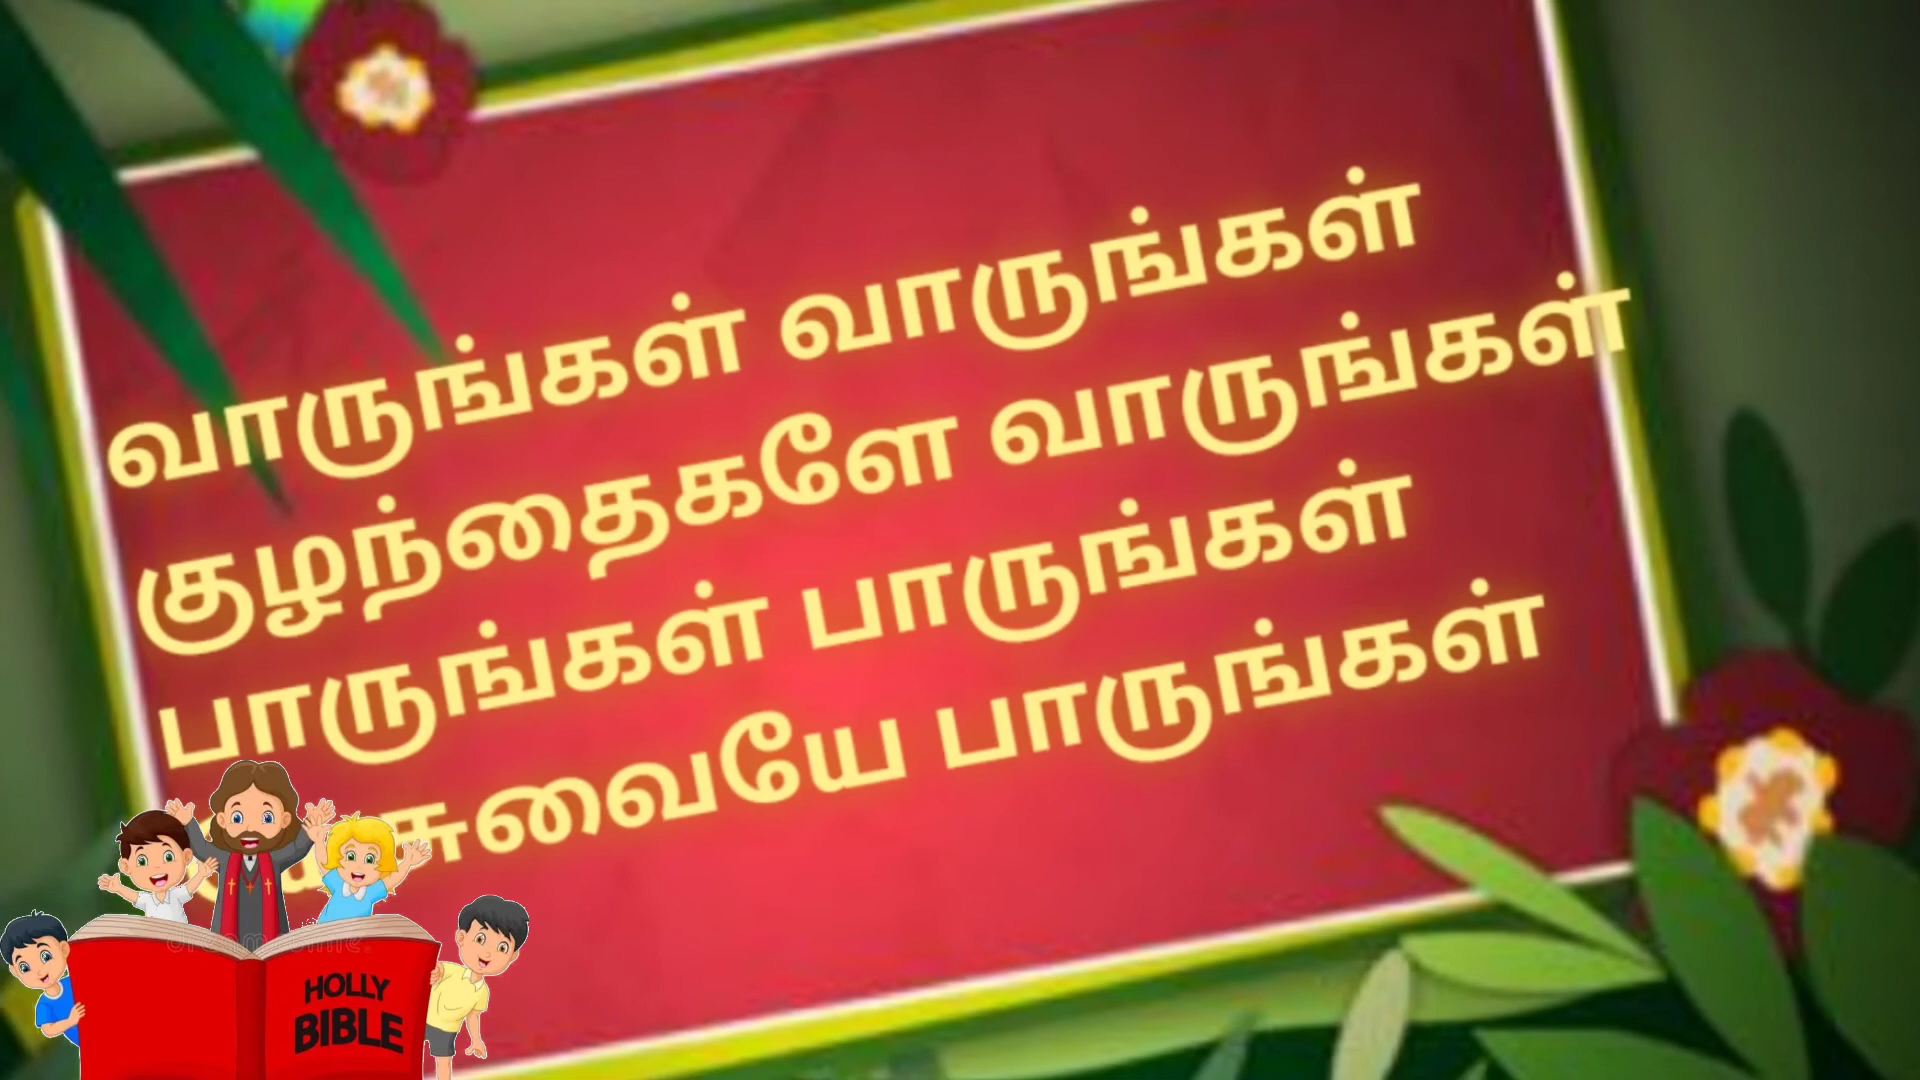 வாருங்கள் வாருங்கள்
குழந்தைகளே வாருங்கள்
பாருங்கள் பாருங்கள்
பாருங்கள்
HOLLY
BIBLE